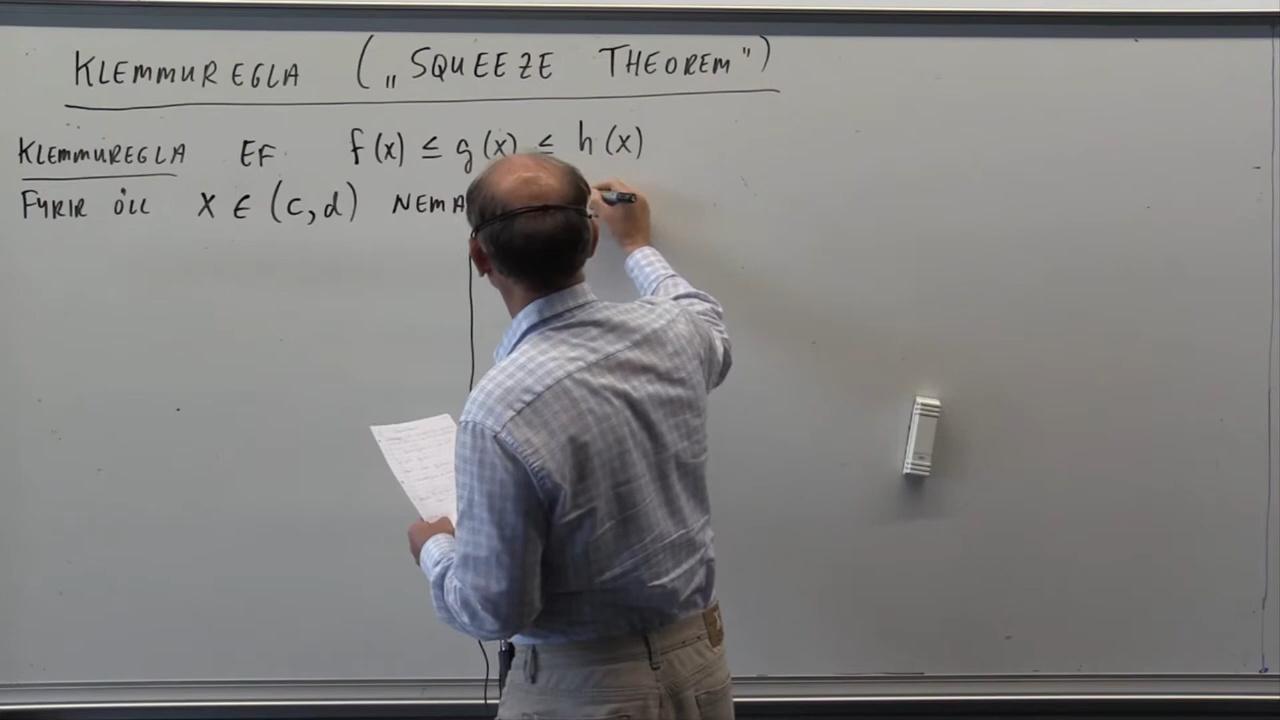 KLEMMUREGLA („SQUEEZE THEOREM")
KLEMMUREGLA EF f(x) ≤ g(x) ≤ h(x)
FYRIR ÖLL x ∈ (c,d) NEMA